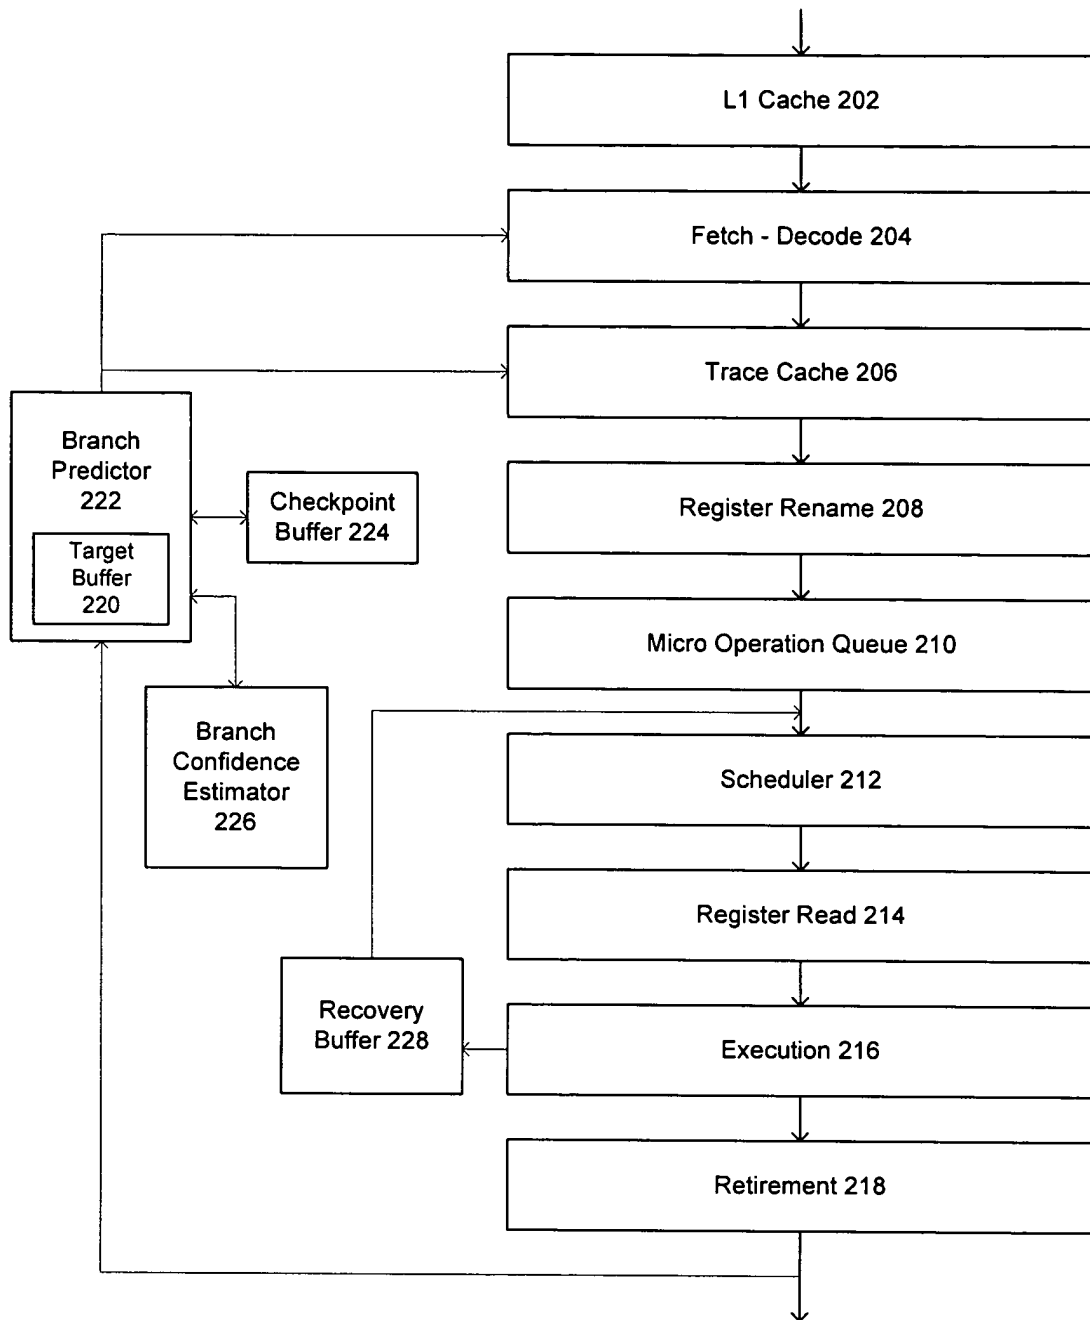 L1 Cache 202
Fetch - Decode 204
Trace Cache 206
Branch
Predictor
222
Target
Buffer
220
Checkpoint
Buffer 224
Register Rename 208
Micro Operation Queue 210
Branch
Confidence
Estimator
226
Scheduler 212
Register Read 214
Recovery
Buffer 228
Execution 216
Retirement 218